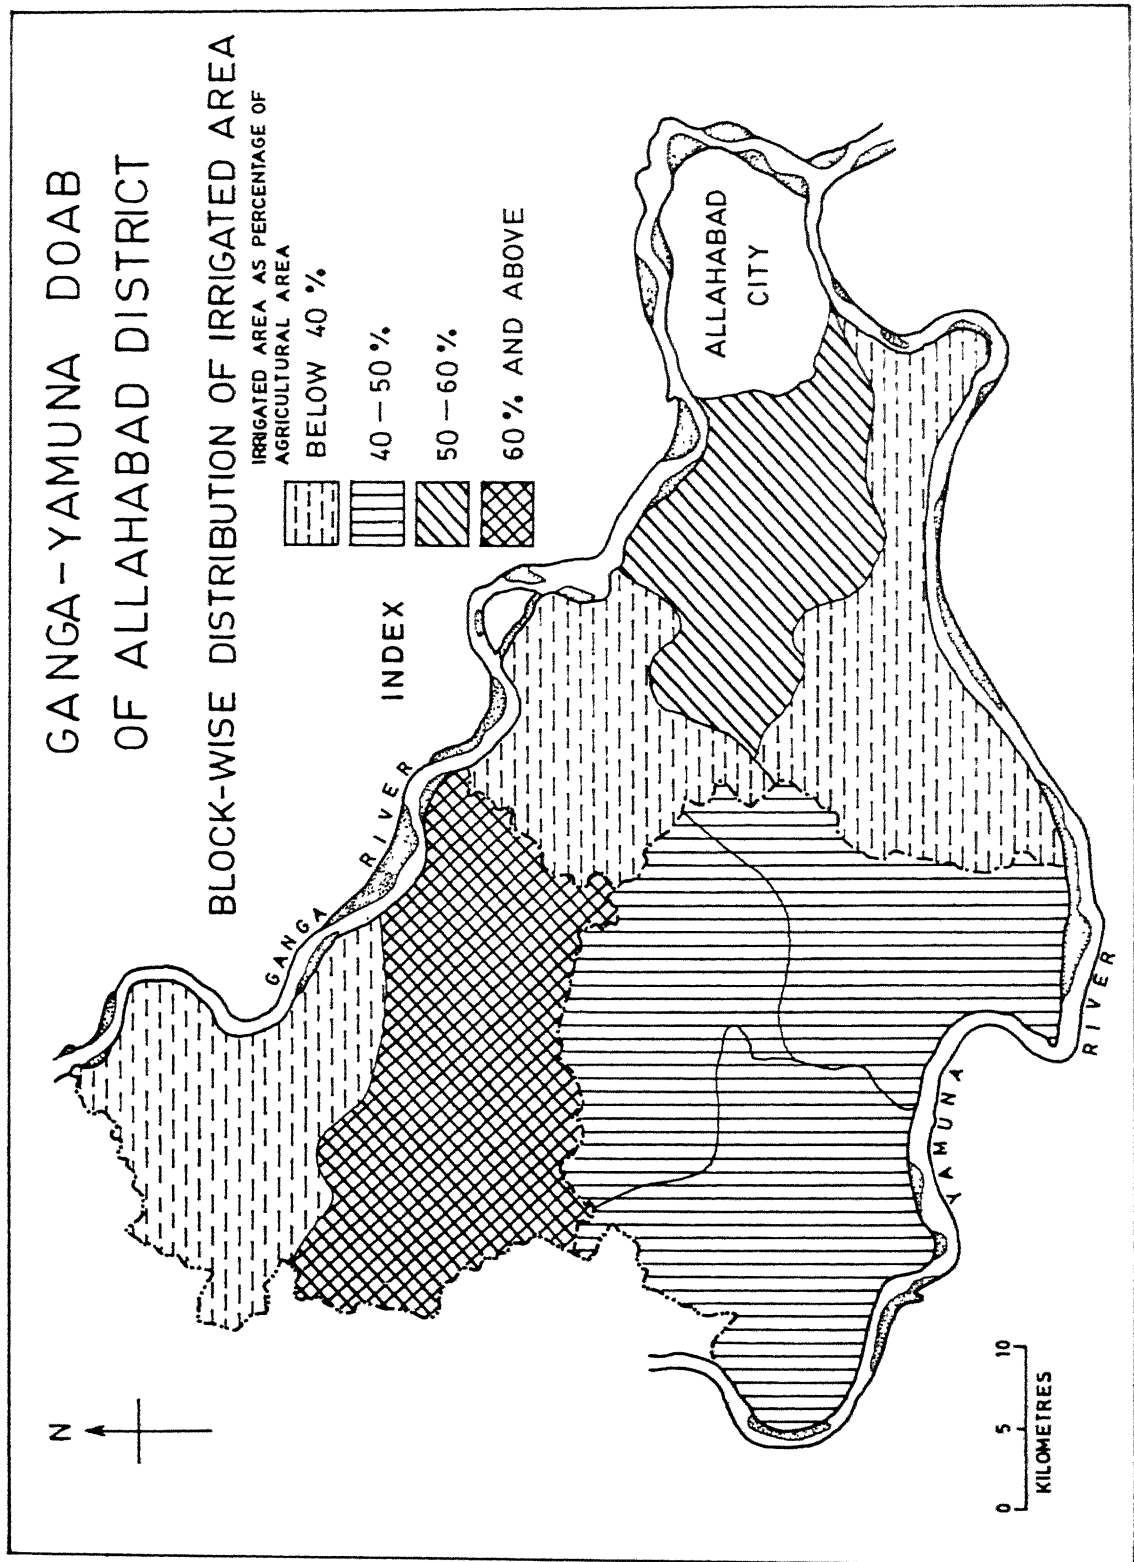 GANGA-YAMUNA DOAB
OF ALLAHABAD DISTRICT
BLOCK-WISE DISTRIBUTION OF IRRIGATED AREA
IRRIGATED AREA AS PERCENTAGE OF
AGRICULTURAL AREA
BELOW 40%
40-50%
50-60%
60% AND ABOVE
INDEX
N
GANGA RIVER
ALLAHABAD
CITY
YAMUNA RIVER
0 5 10
KILOMETRES